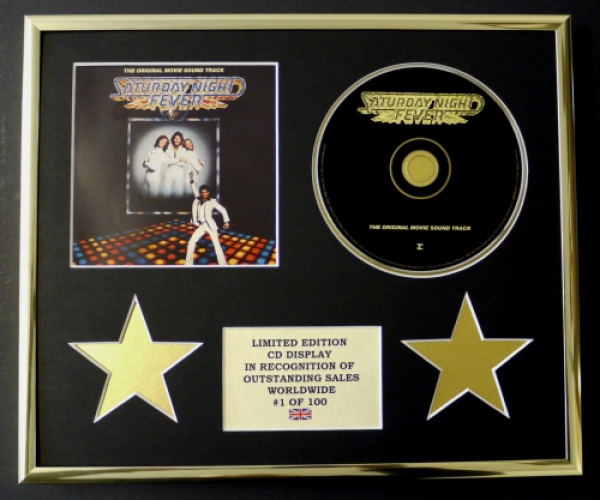 THE ORIGINAL MOVIE SOUND TRACK
SATURDAY NIGHT
FEVER
SATURDAY NIGHT
FEVER
THE ORIGINAL MOVIE SOUND TRACK
LIMITED EDITION
CD DISPLAY
IN RECOGNITION OF
OUTSTANDING SALES
WORLDWIDE
#1 OF 100